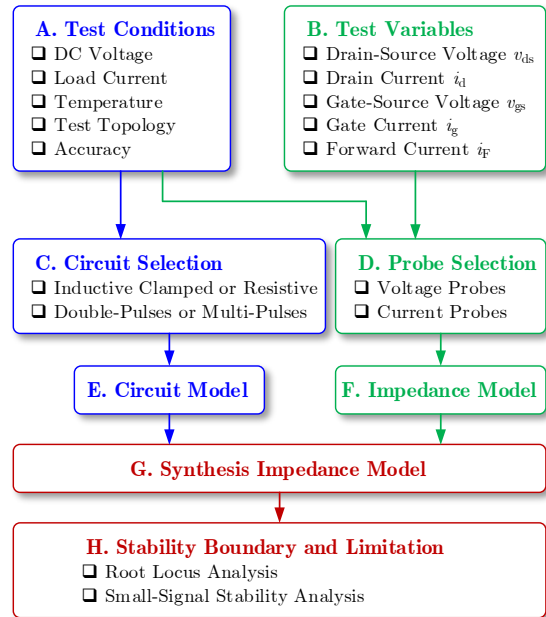 A. Test Conditions
❑ DC Voltage
❑ Load Current
❑ Temperature
❑ Test Topology
❑ Accuracy
B. Test Variables
❑ Drain-Source Voltage v_ds
❑ Drain Current i_d
❑ Gate-Source Voltage v_gs
❑ Gate Current i_g
❑ Forward Current i_F
C. Circuit Selection
❑ Inductive Clamped or Resistive
❑ Double-Pulses or Multi-Pulses
D. Probe Selection
❑ Voltage Probes
❑ Current Probes
E. Circuit Model
F. Impedance Model
G. Synthesis Impedance Model
H. Stability Boundary and Limitation
❑ Root Locus Analysis
❑ Small-Signal Stability Analysis